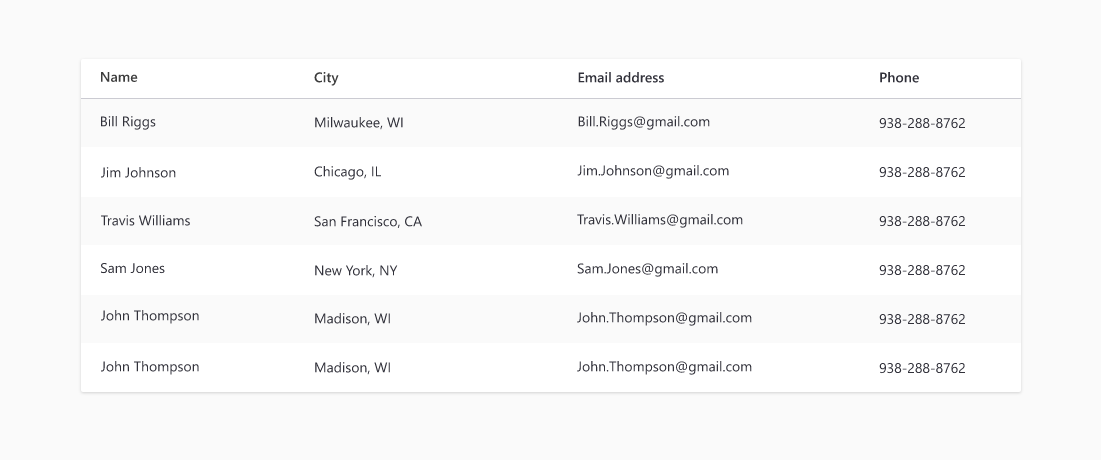 Name City Email address Phone
Bill Riggs Milwaukee, WI Bill.Riggs@gmail.com 938-288-8762
Jim Johnson Chicago, IL Jim.Johnson@gmail.com 938-288-8762
Travis Williams San Francisco, CA Travis.Williams@gmail.com 938-288-8762
Sam Jones New York, NY Sam.Jones@gmail.com 938-288-8762
John Thompson Madison, WI John.Thompson@gmail.com 938-288-8762
John Thompson Madison, WI John.Thompson@gmail.com 938-288-8762